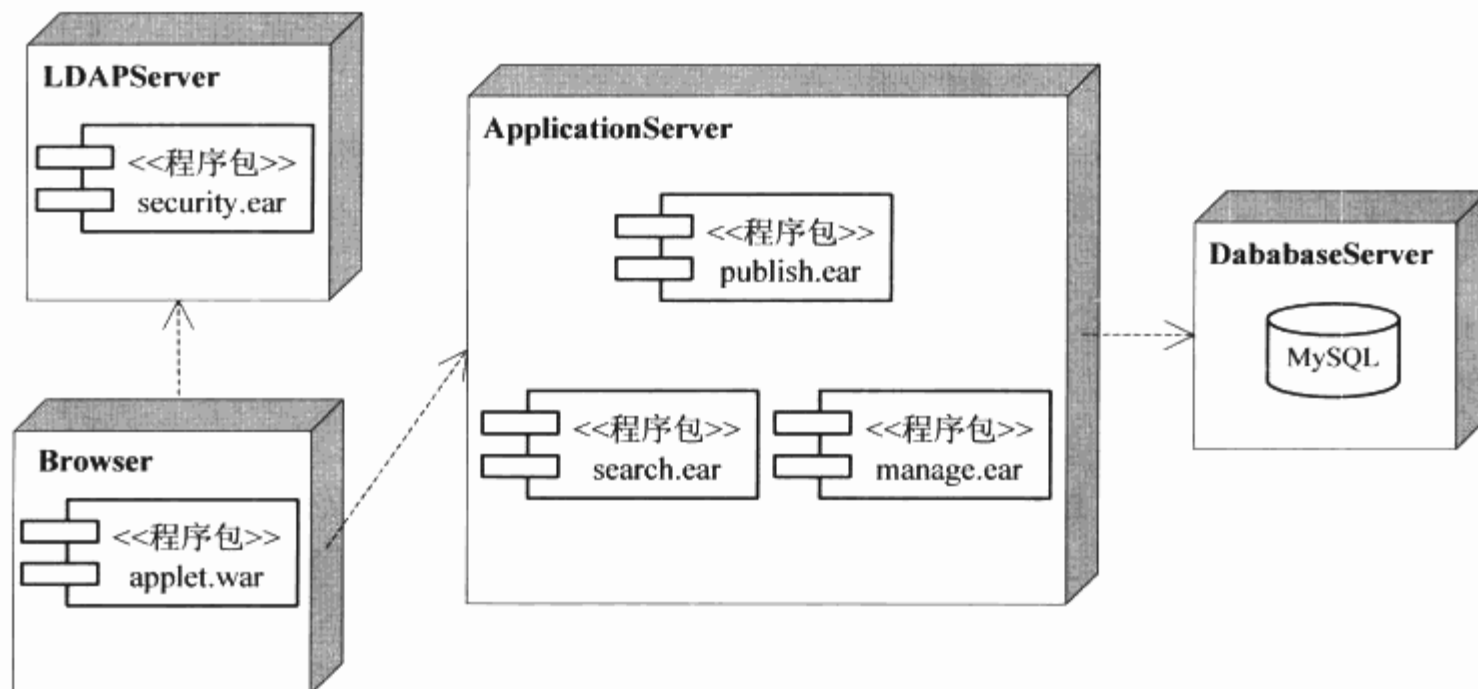 LDAPServer
<<程序包>>
security.ear
Browser
<<程序包>>
applet.war
ApplicationServer
<<程序包>>
publish.ear
<<程序包>>
search.ear
<<程序包>>
manage.ear
DababaseServer
MySQL